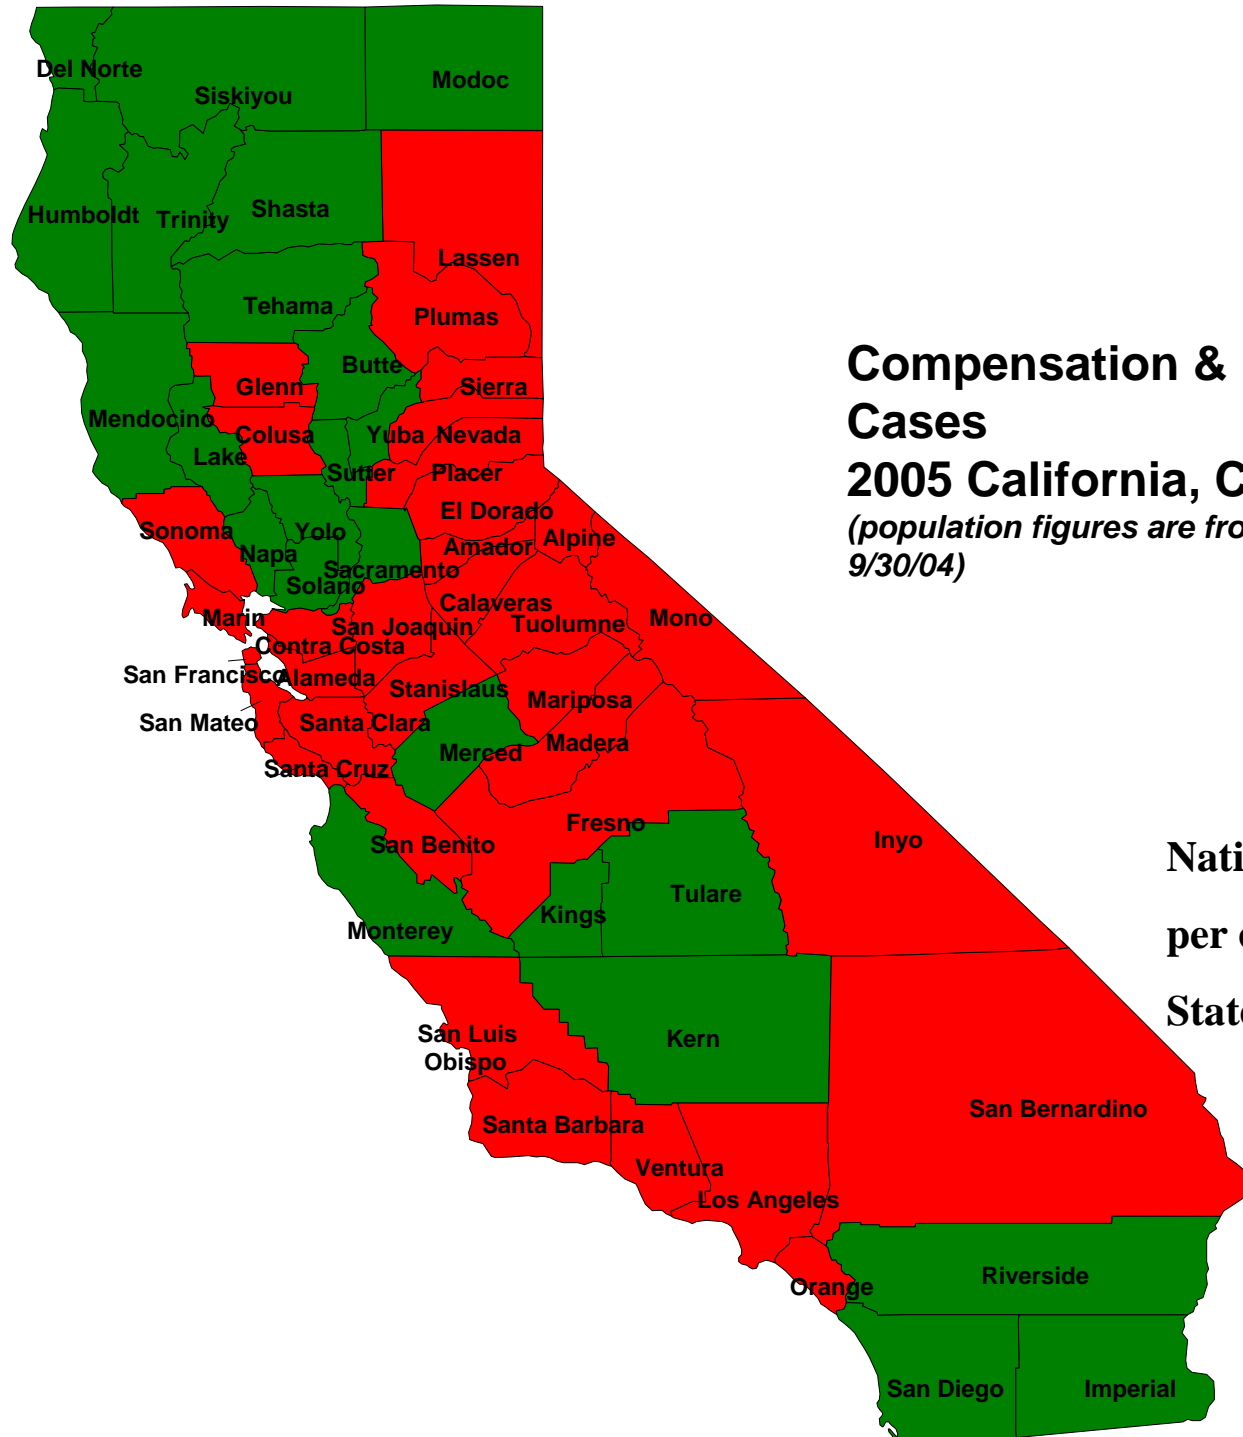 Del Norte
Modoc
Siskiyou
Humboldt
Trinity
Shasta
Lassen
Tehama
Plumas
Butte
Glenn
Sierra
Mendocino
Colusa
Yuba
Nevada
Lake
Sutter
Placer
El Dorado
Sonoma
Yolo
Alpine
Napa
Amador
Sacramento
Solano
Calaveras
Marin
San Joaquin
Tuolumne
Mono
Contra Costa
San Francisco
Alameda
Stanislaus
Mariposa
San Mateo
Santa Clara
Merced
Madera
Santa Cruz
Fresno
San Benito
Inyo
Tulare
Kings
Monterey
San Luis
Obispo
Kern
San Bernardino
Santa Barbara
Ventura
Los Angeles
Riverside
Orange
San Diego
Imperial
Compensation &
Cases
2005 California, C
(population figures are fro
9/30/04)
Nati
per
State